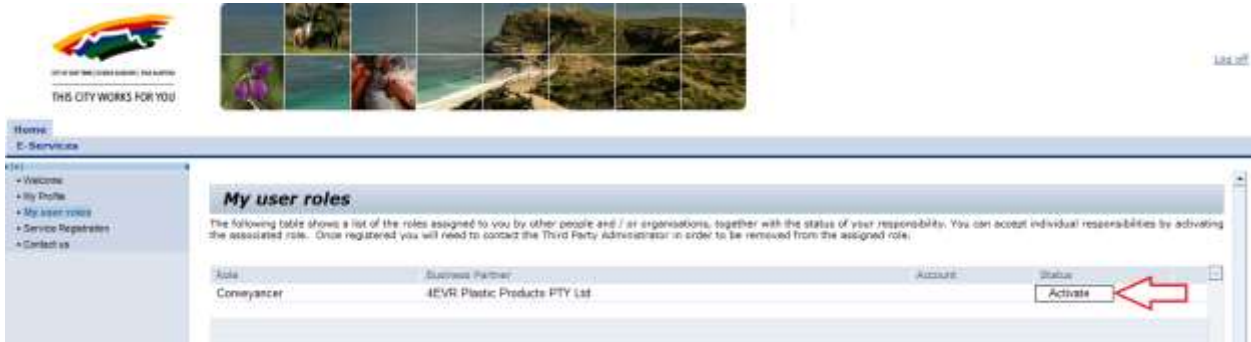 THIS CITY WORKS FOR YOU
Log off
Home
E-Services
Welcome
My Profile
My user roles
Service Registration
Contact us
My user roles
The following table shows a list of the roles assigned to you by other people and / or organisations, together with the status of your responsibility. You can accept individual responsibilities by activating
the associated role. Once registered you will need to contact the Third Party Administrator in order to be removed from the assigned role.
Role Business Partner Account Status
Conveyancer 4EVR Plastic Products PTY Ltd Activate